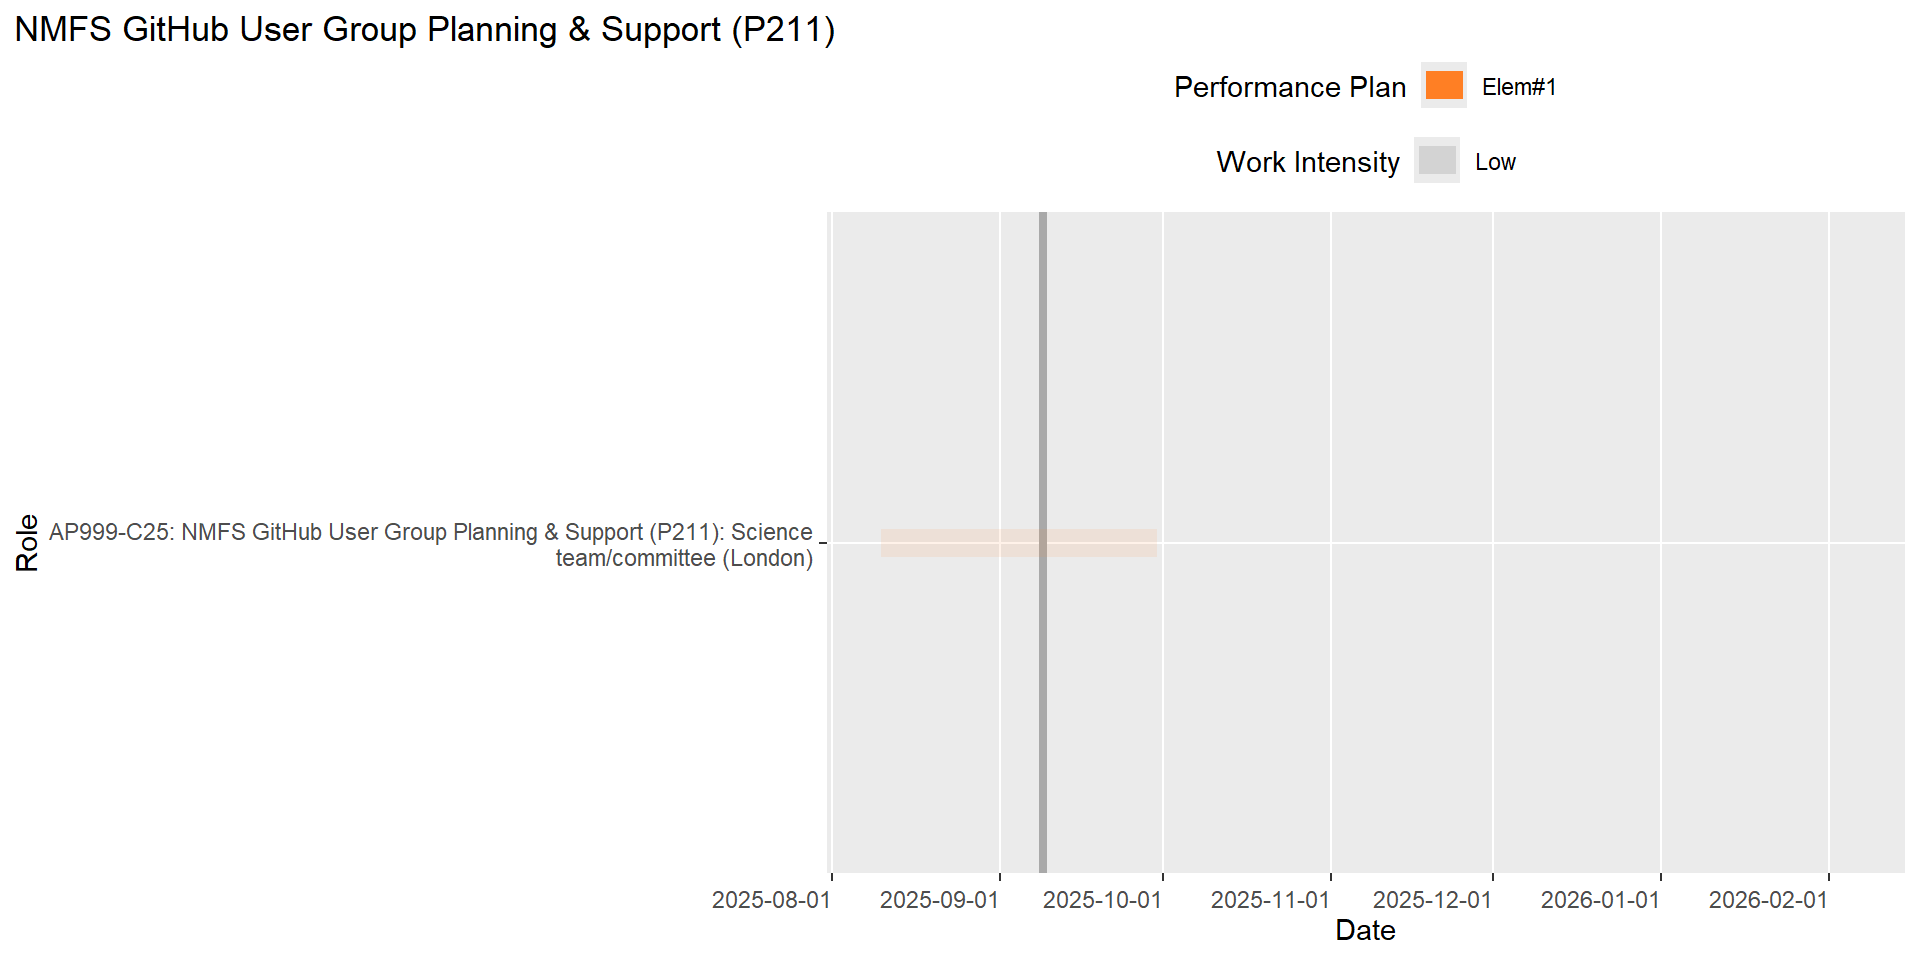 NMFS GitHub User Group Planning & Support (P211)
Performance Plan Elem#1
Work Intensity Low
Role
AP999-C25: NMFS GitHub User Group Planning & Support (P211): Science
team/committee (London)
2025-08-01 2025-09-01 2025-10-01 2025-11-01 2025-12-01 2026-01-01 2026-02-01
Date